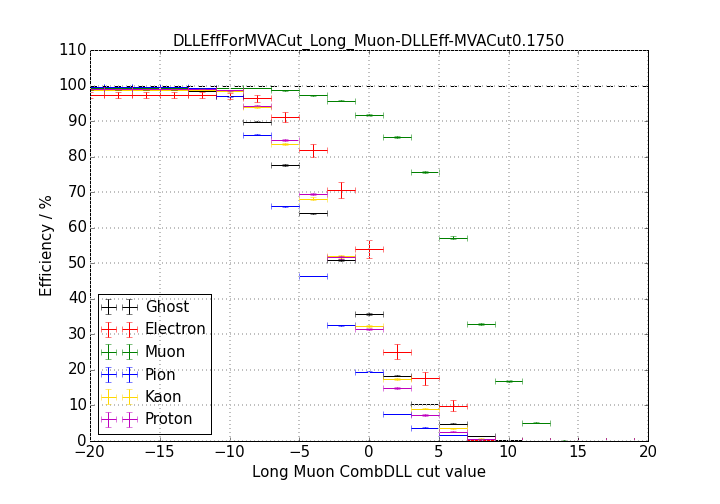 DLLEffForMVACut_Long_Muon-DLLEff-MVACut0.1750
110
100
90
80
70
60
50
40
30
20
10
0
Efficiency / %
Ghost
Electron
Muon
Pion
Kaon
Proton
−20 −15 −10 −5 0 5 10 15 20
Long Muon CombDLL cut value